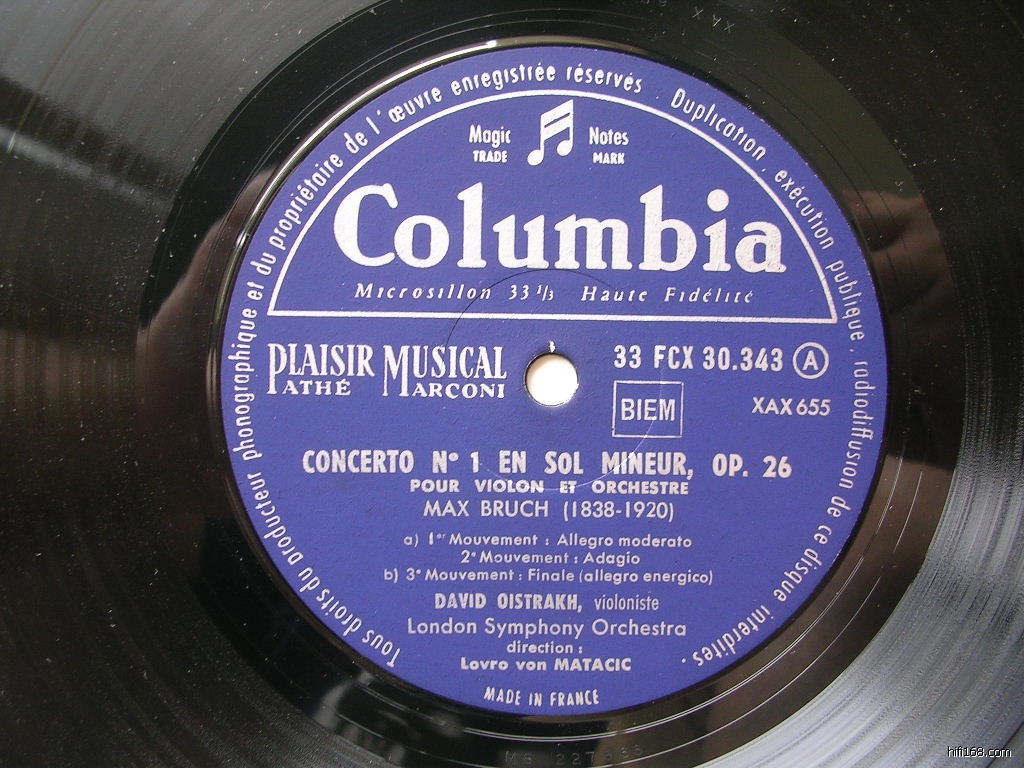 Tous droits du producteur phonographique et du propriétaire de l'œuvre enregistrée réservés . Duplication, exécution publique, radiodiffusion de ce disque interdites.
Magic Notes
TRADE MARK
Columbia
Microsillon 33 1/3 Haute Fidélité
PLAISIR MUSICAL
PATHÉ MARCONI
33 FCX 30.343 A
BIEM
XAX 655
CONCERTO N° 1 EN SOL MINEUR, OP. 26
POUR VIOLON ET ORCHESTRE
MAX BRUCH (1838-1920)
a) 1er Mouvement : Allegro moderato
2e Mouvement : Adagio
b) 3e Mouvement : Finale (allegro energico)
DAVID OISTRAKH, violoniste
London Symphony Orchestra
direction :
Lovro von MATACIC
MADE IN FRANCE
hifi168.com